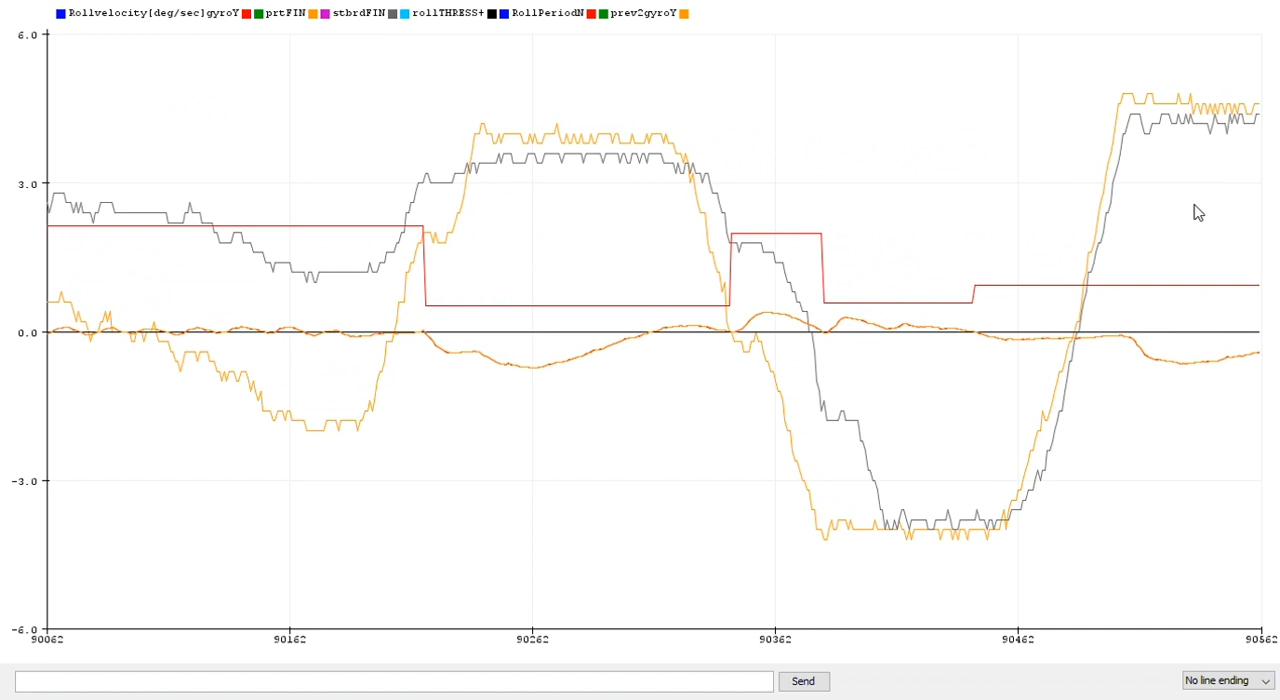 Rollvelocity[deg/sec]gyroY prtFIN stbrdFIN rollTHRESS+ RollPeriodN prev2gyroY
6.0
3.0
0.0
-3.0
-6.0
90062 90162 90262 90362 90462 90562
Send No line ending